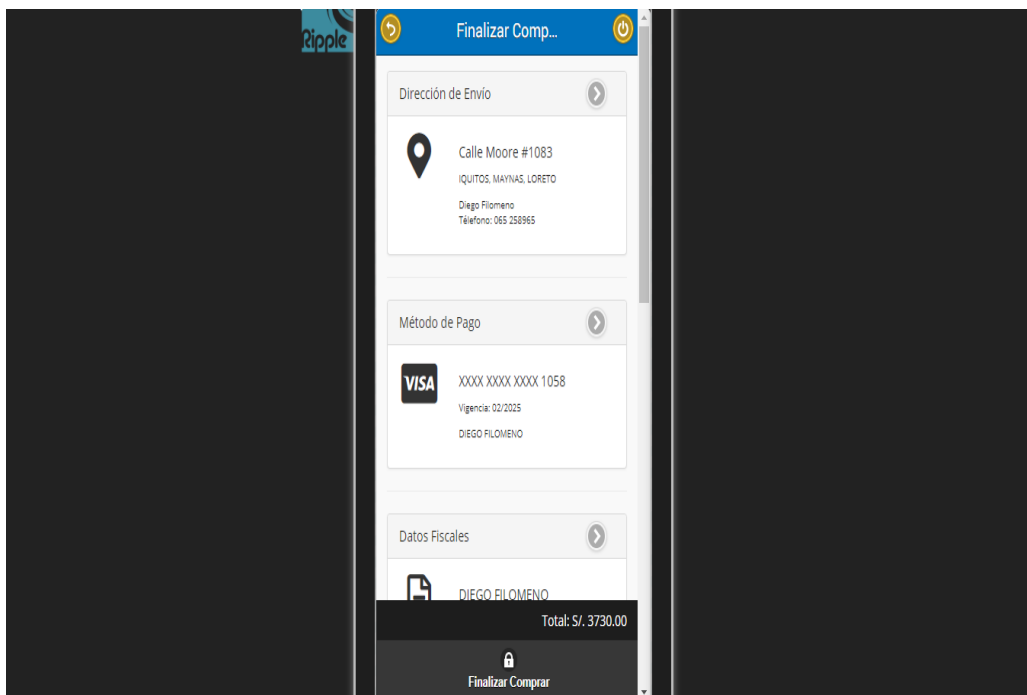 Ripple
Finalizar Comp...
Dirección de Envío
Calle Moore #1083
IQUITOS, MAYNAS, LORETO
Diego Filomeno
Télefono: 065 258965
Método de Pago
VISA
XXXX XXXX XXXX 1058
Vigencia: 02/2025
DIEGO FILOMENO
Datos Fiscales
DIEGO FILOMENO
Total: S/. 3730.00
Finalizar Comprar